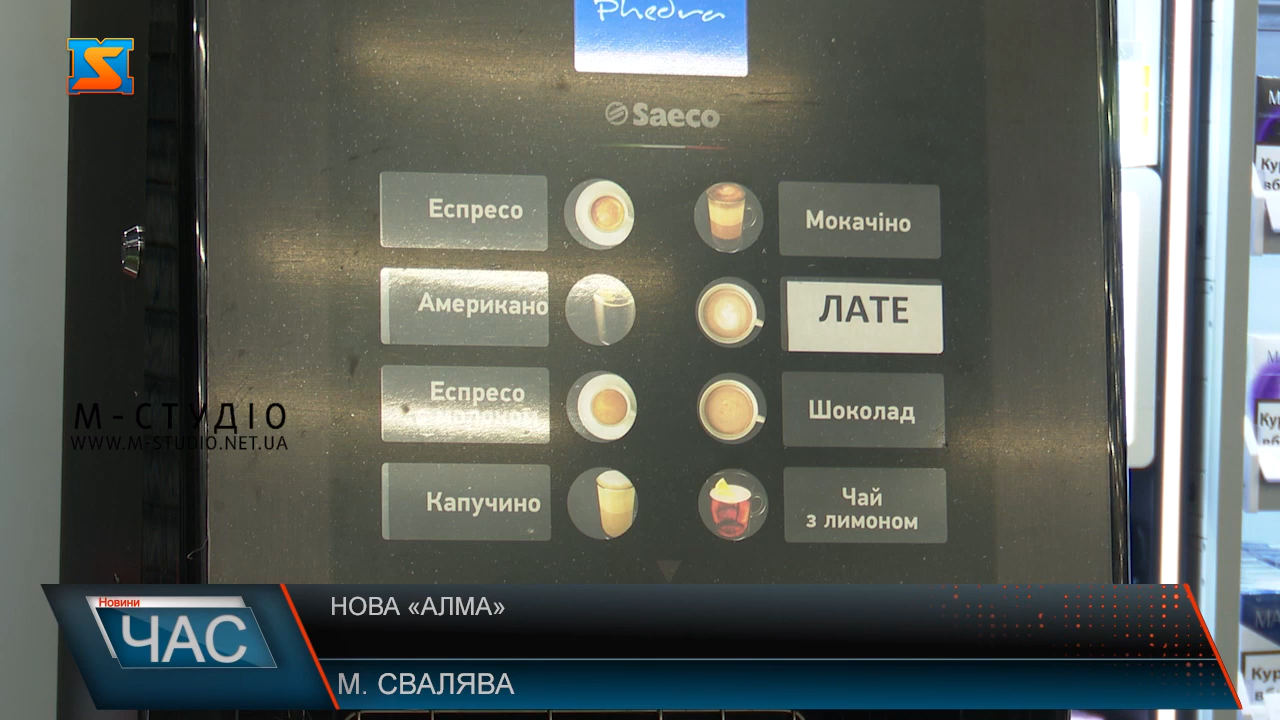 Phedra
Saeco
Еспресо
Мокачіно
Американо
ЛАТЕ
Еспресо
з молоком
Шоколад
Капучино
Чай
з лимоном
М-СТУДІО
WWW.M-STUDIO.NET.UA
Новини
ЧАС
НОВА «АЛМА»
М. СВАЛЯВА